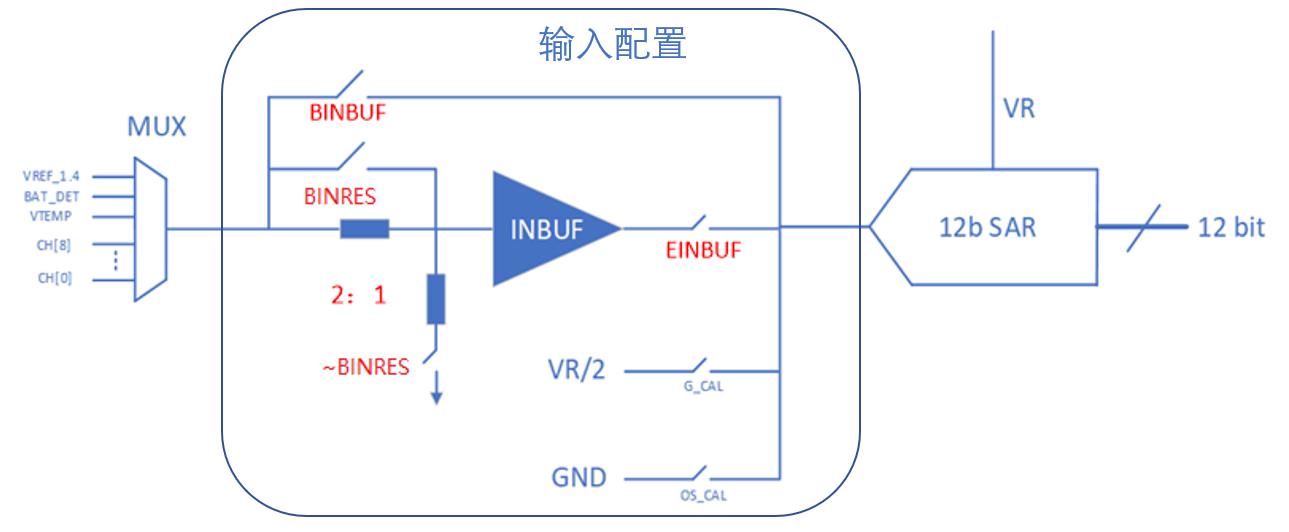 输入配置
BINBUF
MUX
VR
VREF_1.4
BAT_DET
VTEMP
CH[8]
CH[0]
BINRES
INBUF
EINBUF
12b SAR
12 bit
2：1
~BINRES
VR/2
G_CAL
GND
OS_CAL